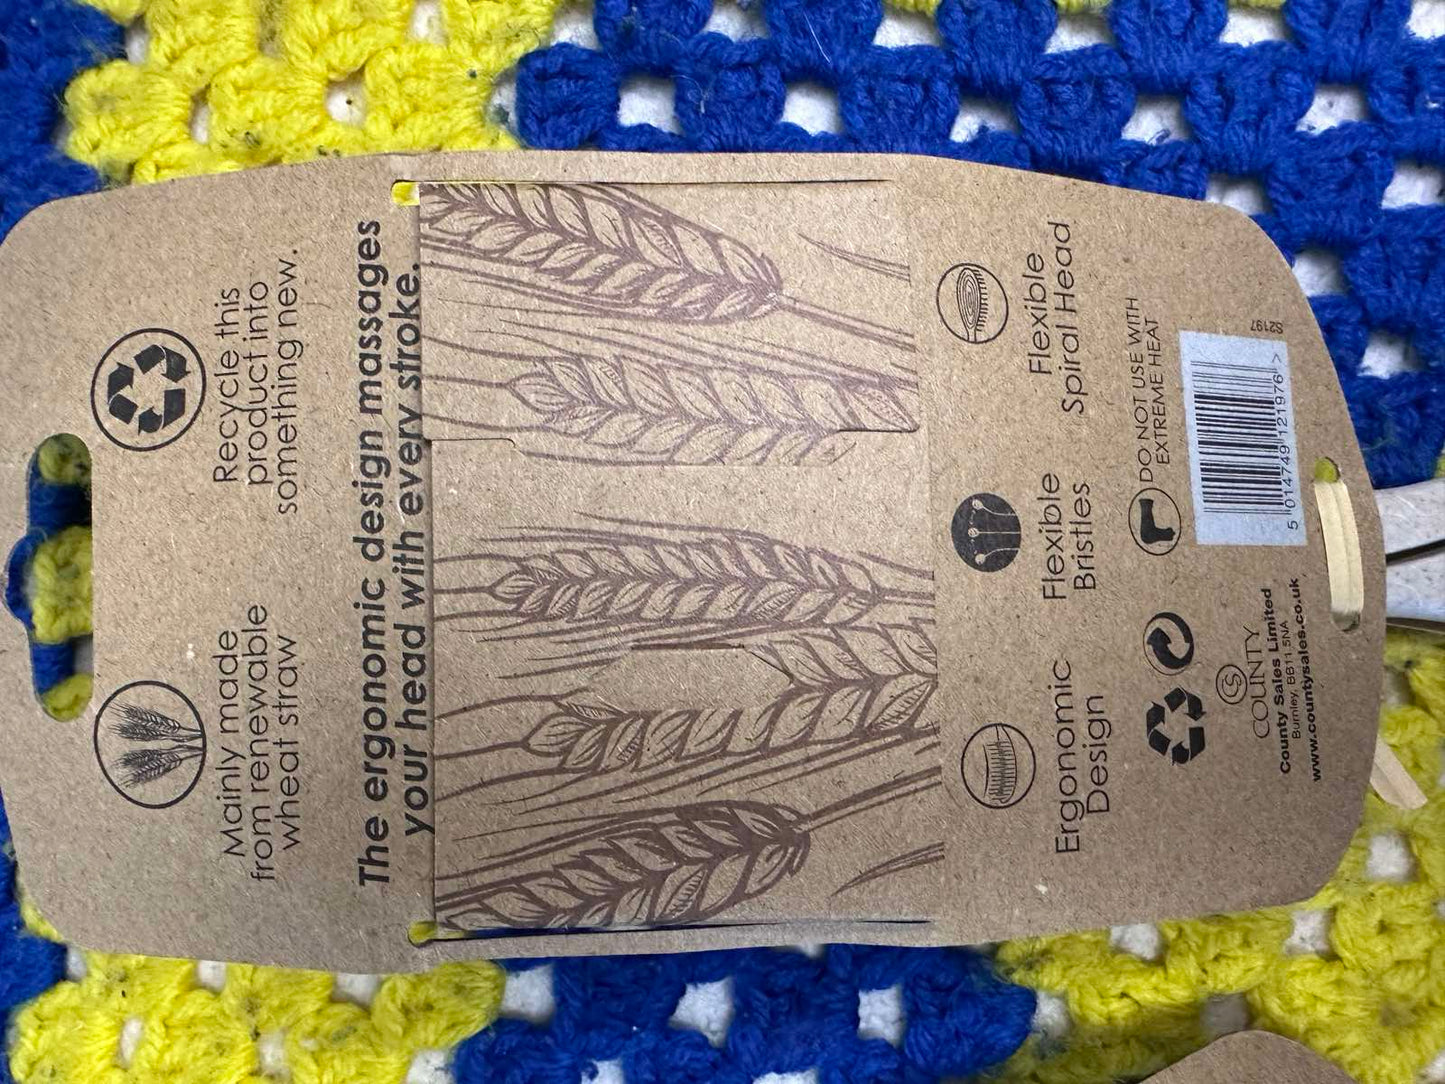 Mainly made
from renewable
wheat straw
Recycle this
product into
something new.
The ergonomic design massages
your head with every stroke.
Ergonomic
Design
Flexible
Bristles
Flexible
Spiral Head
DO NOT USE WITH
EXTREME HEAT
S2197
5 014749 121976 >
CS
COUNTY
County Sales Limited
Burnley, BB11 5NA
www.countysales.co.uk